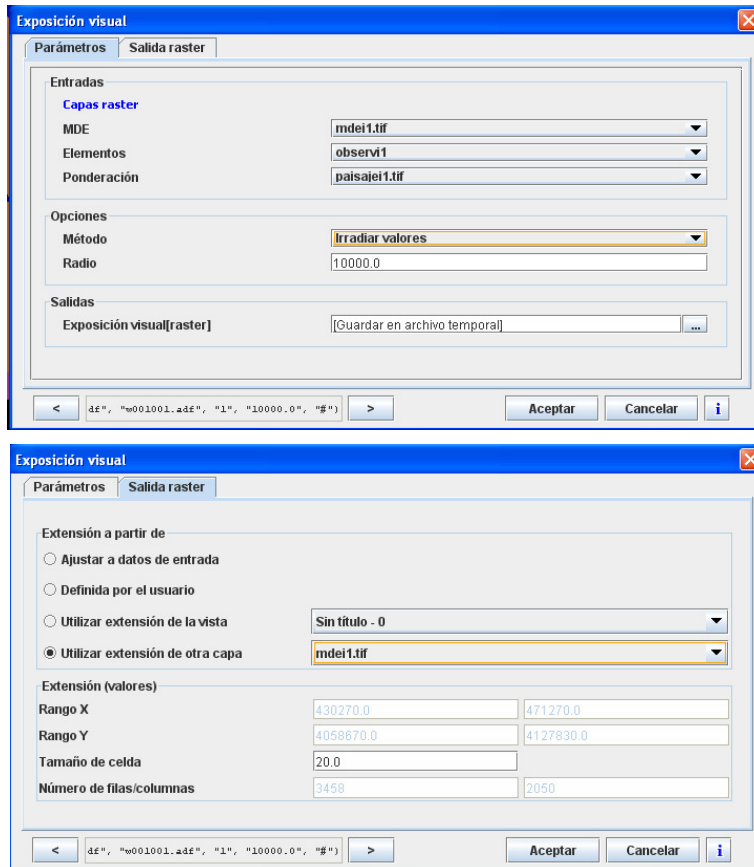 Exposición visual
Parámetros Salida raster
Entradas
Capas raster
MDE mdei1.tif
Elementos observi1
Ponderación paisajei1.tif
Opciones
Método Irradiar valores
Radio 10000.0
Salidas
Exposición visual[raster] [Guardar en archivo temporal] ...
< df", "w001001.adf", "1", "10000.0", "#") > Aceptar Cancelar i
Exposición visual
Parámetros Salida raster
Extensión a partir de
Ajustar a datos de entrada
Definida por el usuario
Utilizar extensión de la vista Sin título - 0
Utilizar extensión de otra capa mdei1.tif
Extensión (valores)
Rango X 430270.0 471270.0
Rango Y 4058670.0 4127830.0
Tamaño de celda 20.0
Número de filas/columnas 3458 2050
< df", "w001001.adf", "1", "10000.0", "#") > Aceptar Cancelar i